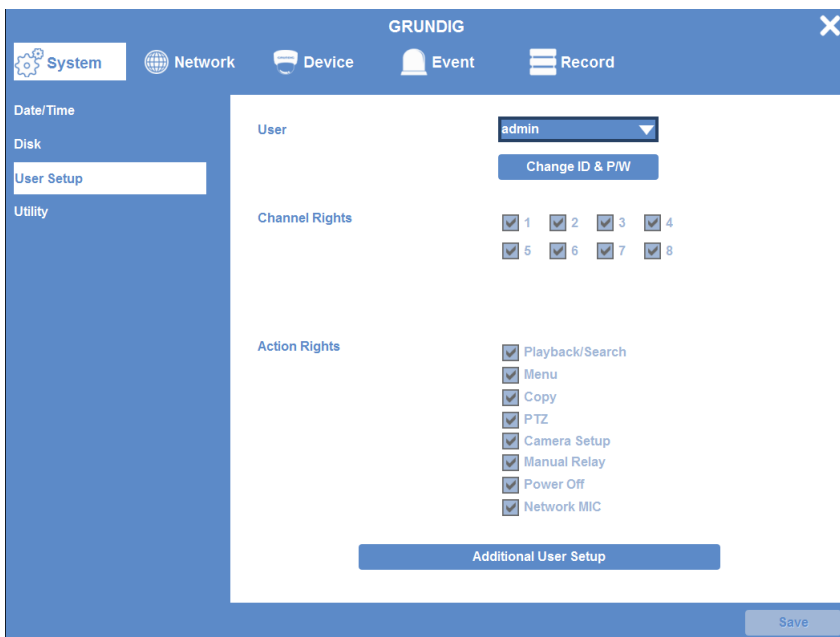 GRUNDIG
System Network Device Event Record
Date/Time
Disk
User Setup
Utility
User admin
Change ID & P/W
Channel Rights
1 2 3 4
5 6 7 8
Action Rights
Playback/Search
Menu
Copy
PTZ
Camera Setup
Manual Relay
Power Off
Network MIC
Additional User Setup
Save